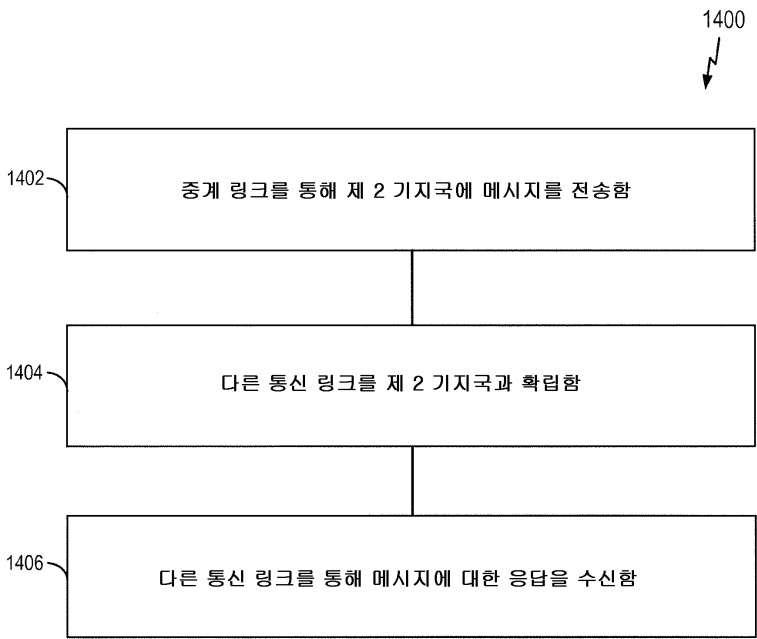 1400
1402
중계 링크를 통해 제 2 기지국에 메시지를 전송함
1404
다른 통신 링크를 제 2 기지국과 확립함
1406
다른 통신 링크를 통해 메시지에 대한 응답을 수신함